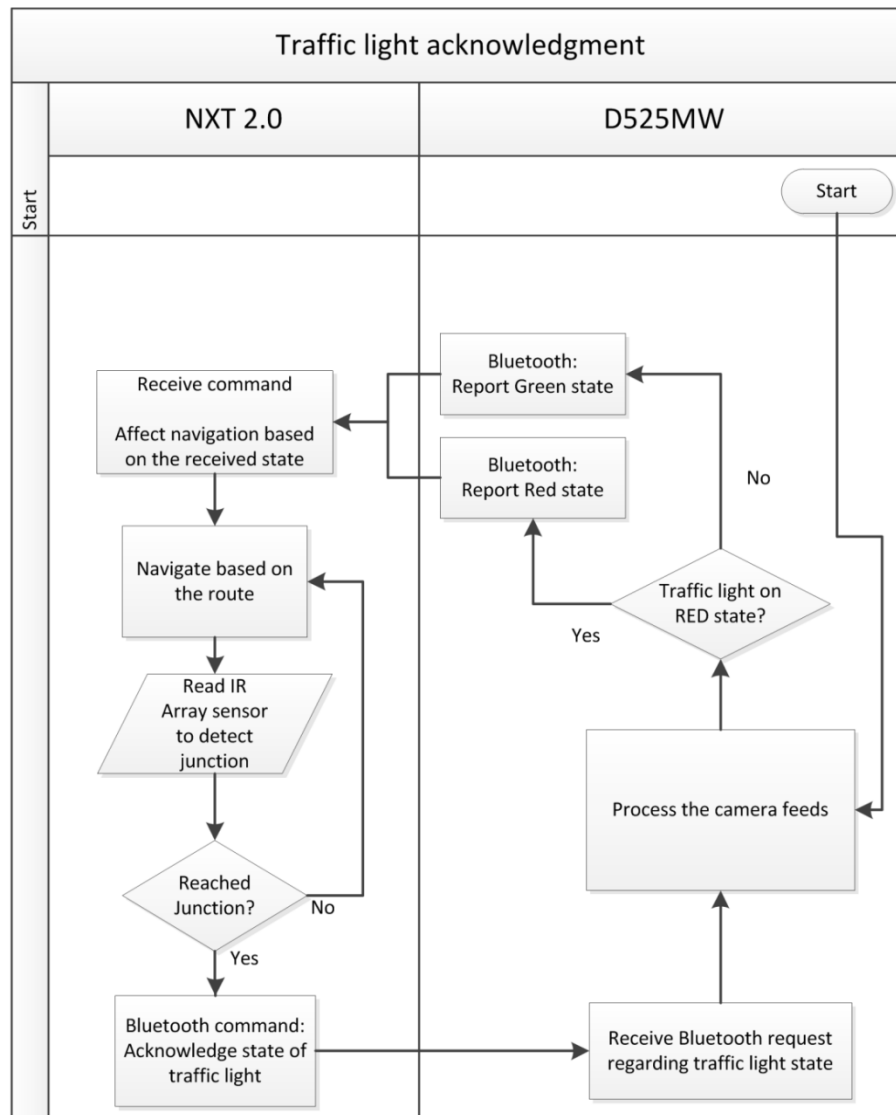 Traffic light acknowledgment
NXT 2.0
D525MW
Start
Start
Bluetooth:
Report Green state
Receive command
Affect navigation based
on the received state
Bluetooth:
Report Red state
No
Navigate based on
the route
Traffic light on
RED state?
Yes
Read IR
Array sensor
to detect
junction
Process the camera feeds
Reached
Junction?
No
Yes
Bluetooth command:
Acknowledge state of
traffic light
Receive Bluetooth request
regarding traffic light state